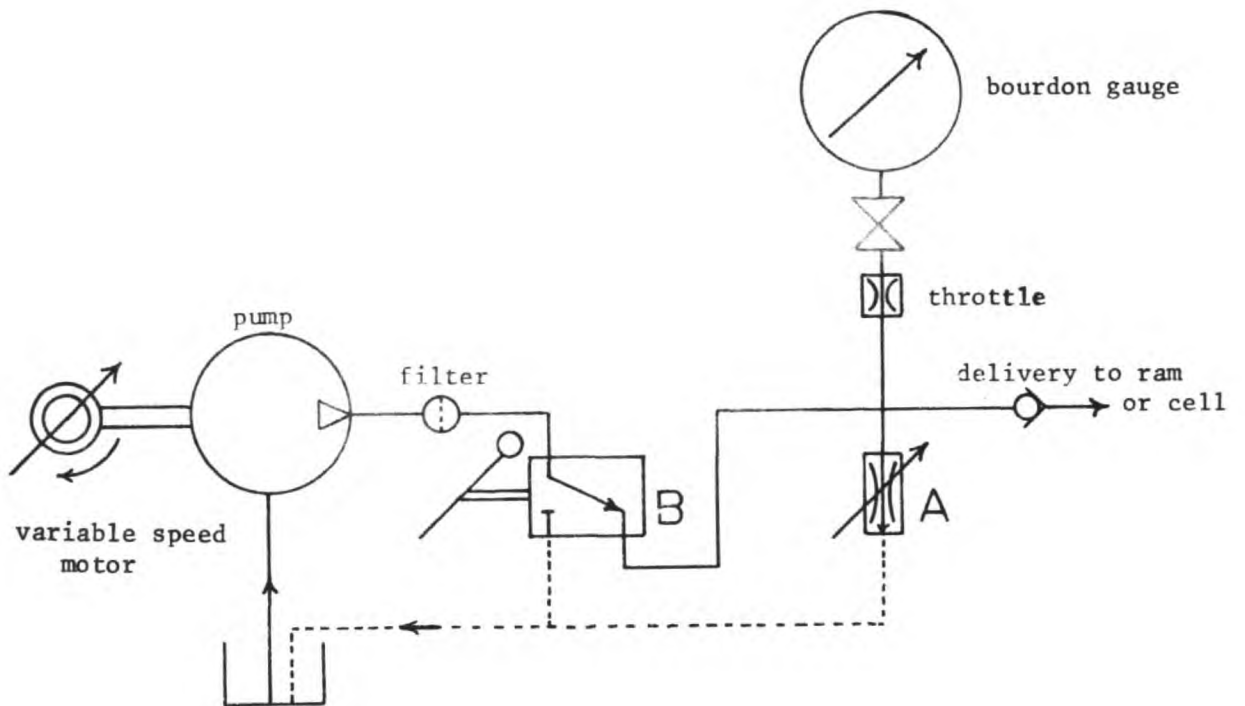 bourdon gauge
throttle
pump
filter
delivery to ram
or cell
B
A
variable speed
motor